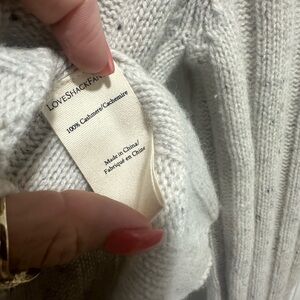 LOVESHACKFAN
100% Cashmere/Cachemire
Made in China/
Fabriqué en Chine